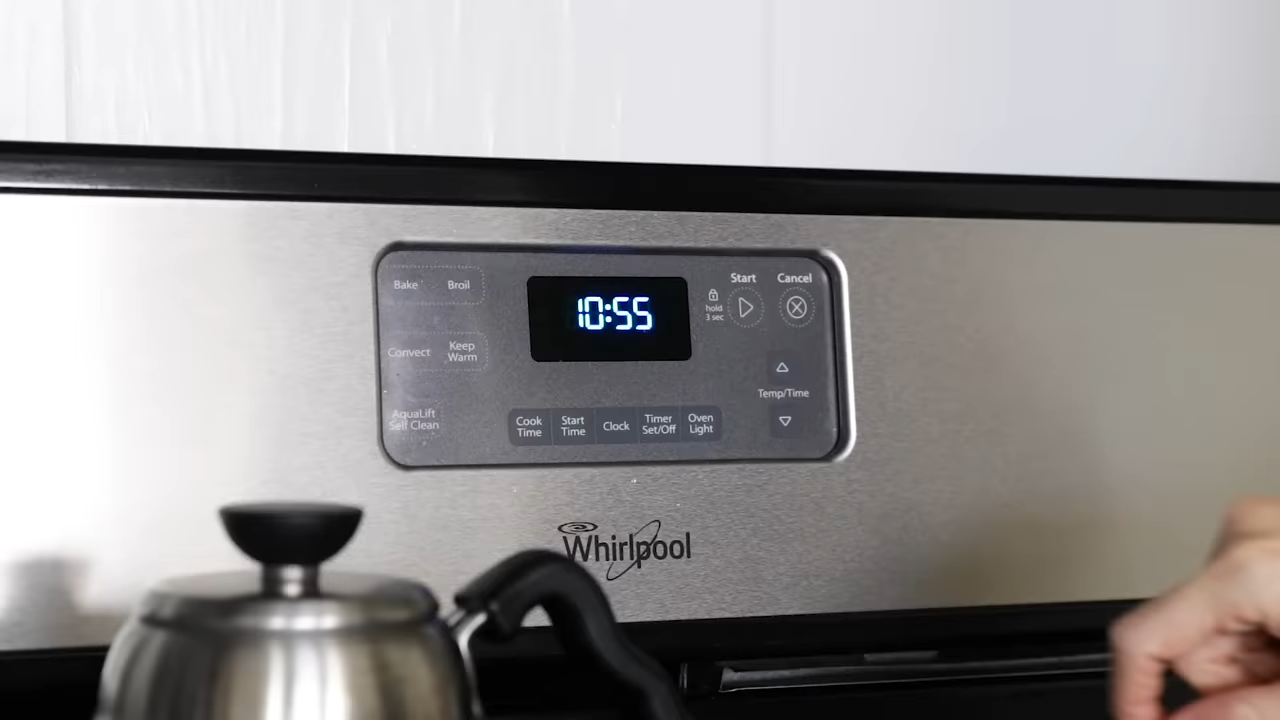 Bake Broil
10:55
Start Cancel
hold
3 sec
Convect Keep
Warm
Temp/Time
AquaLift
Self Clean
Cook
Time
Start
Time
Clock
Timer
Set/Off
Oven
Light
Whirlpool